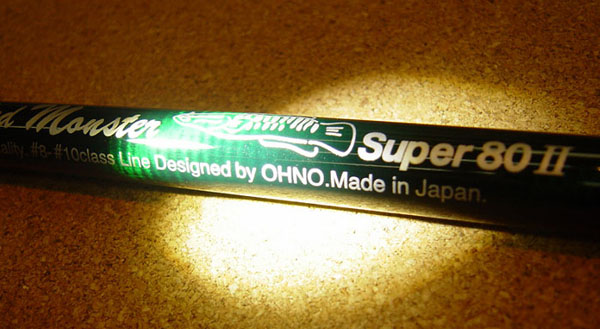 Monster Super 80 II
#8-#10class Line Designed by OHNO.Made in Japan.